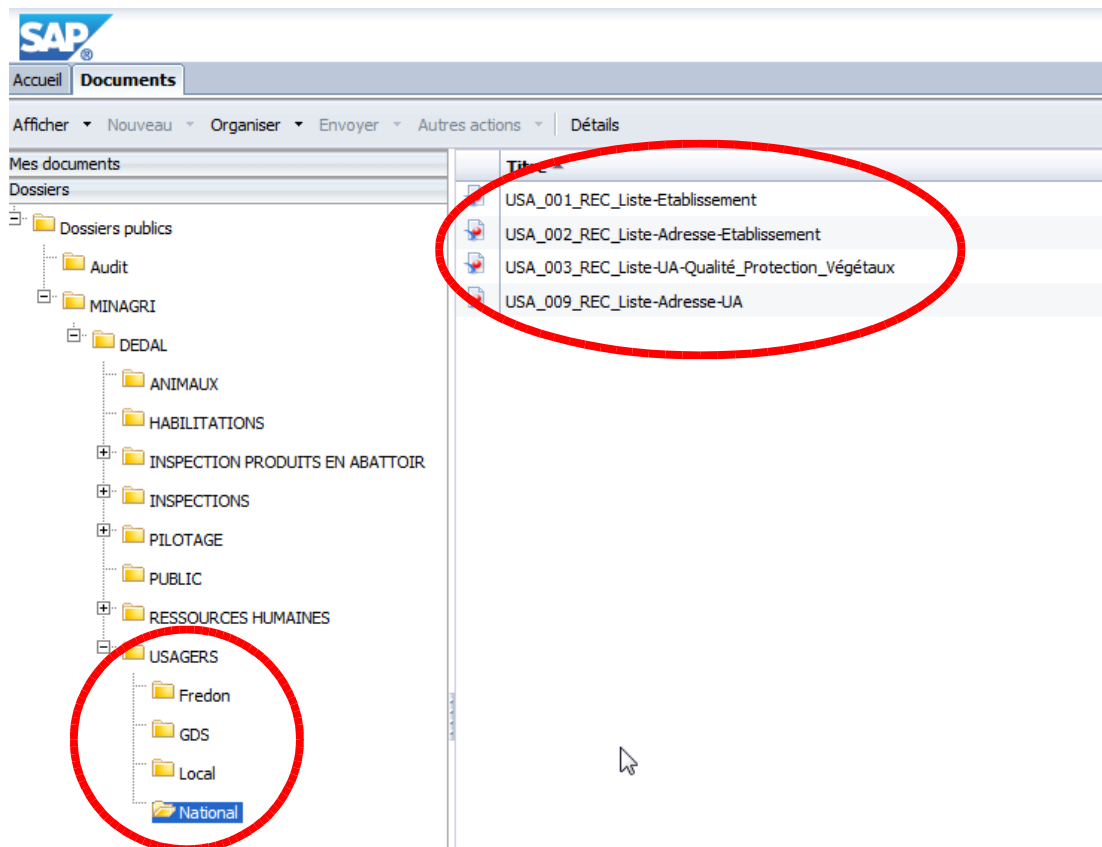 SAP®
Accueil Documents
Afficher Nouveau Organiser Envoyer Autres actions Détails
Mes documents
Dossiers
Dossiers publics
Audit
MINAGRI
DEDAL
ANIMAUX
HABILITATIONS
INSPECTION PRODUITS EN ABATTOIR
INSPECTIONS
PILOTAGE
PUBLIC
RESSOURCES HUMAINES
USAGERS
Fredon
GDS
Local
National
Titre
USA_001_REC_Liste-Etablissement
USA_002_REC_Liste-Adresse-Etablissement
USA_003_REC_Liste-UA-Qualité_Protection_Végétaux
USA_009_REC_Liste-Adresse-UA